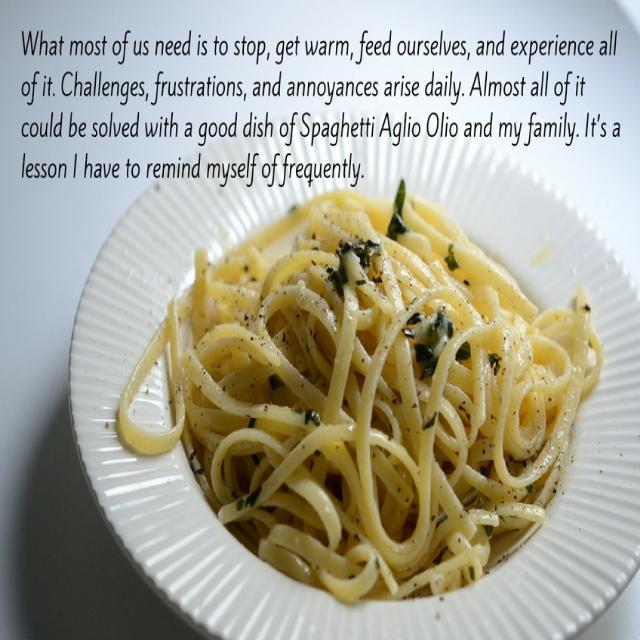 What most of us need is to stop, get warm, feed ourselves, and experience all
of it. Challenges, frustrations, and annoyances arise daily. Almost all of it
could be solved with a good dish of Spaghetti Aglio Olio and my family. It's a
lesson I have to remind myself of frequently.